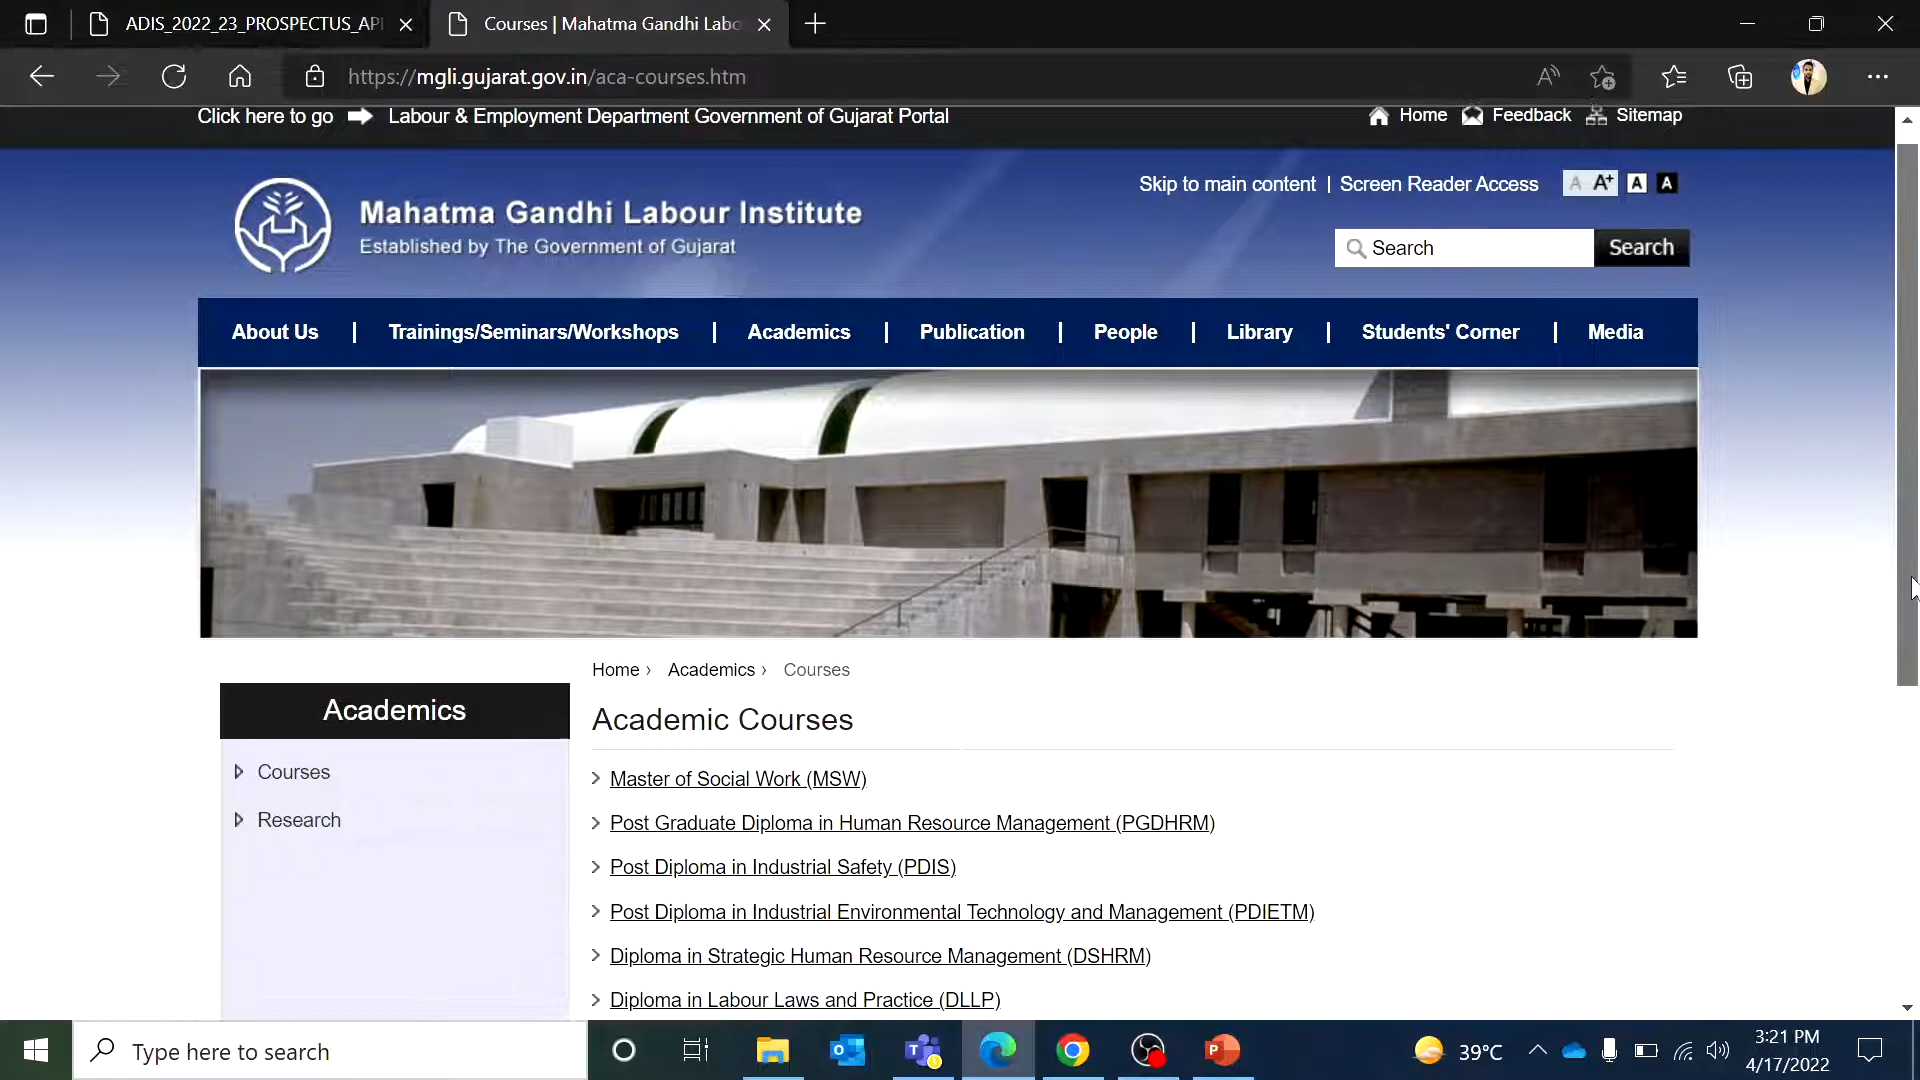 ADIS_2022_23_PROSPECTUS_API
Courses | Mahatma Gandhi Labo
https://mgli.gujarat.gov.in/aca-courses.htm
Click here to go Labour & Employment Department Government of Gujarat Portal
Home Feedback Sitemap
Skip to main content | Screen Reader Access A A+ A A
Mahatma Gandhi Labour Institute
Established by The Government of Gujarat
Search Search
About Us | Trainings/Seminars/Workshops | Academics | Publication | People | Library | Students' Corner | Media
Home › Academics › Courses
Academics
Courses
Research
Academic Courses
Master of Social Work (MSW)
Post Graduate Diploma in Human Resource Management (PGDHRM)
Post Diploma in Industrial Safety (PDIS)
Post Diploma in Industrial Environmental Technology and Management (PDIETM)
Diploma in Strategic Human Resource Management (DSHRM)
Diploma in Labour Laws and Practice (DLLP)
Type here to search
39°C
3:21 PM
4/17/2022